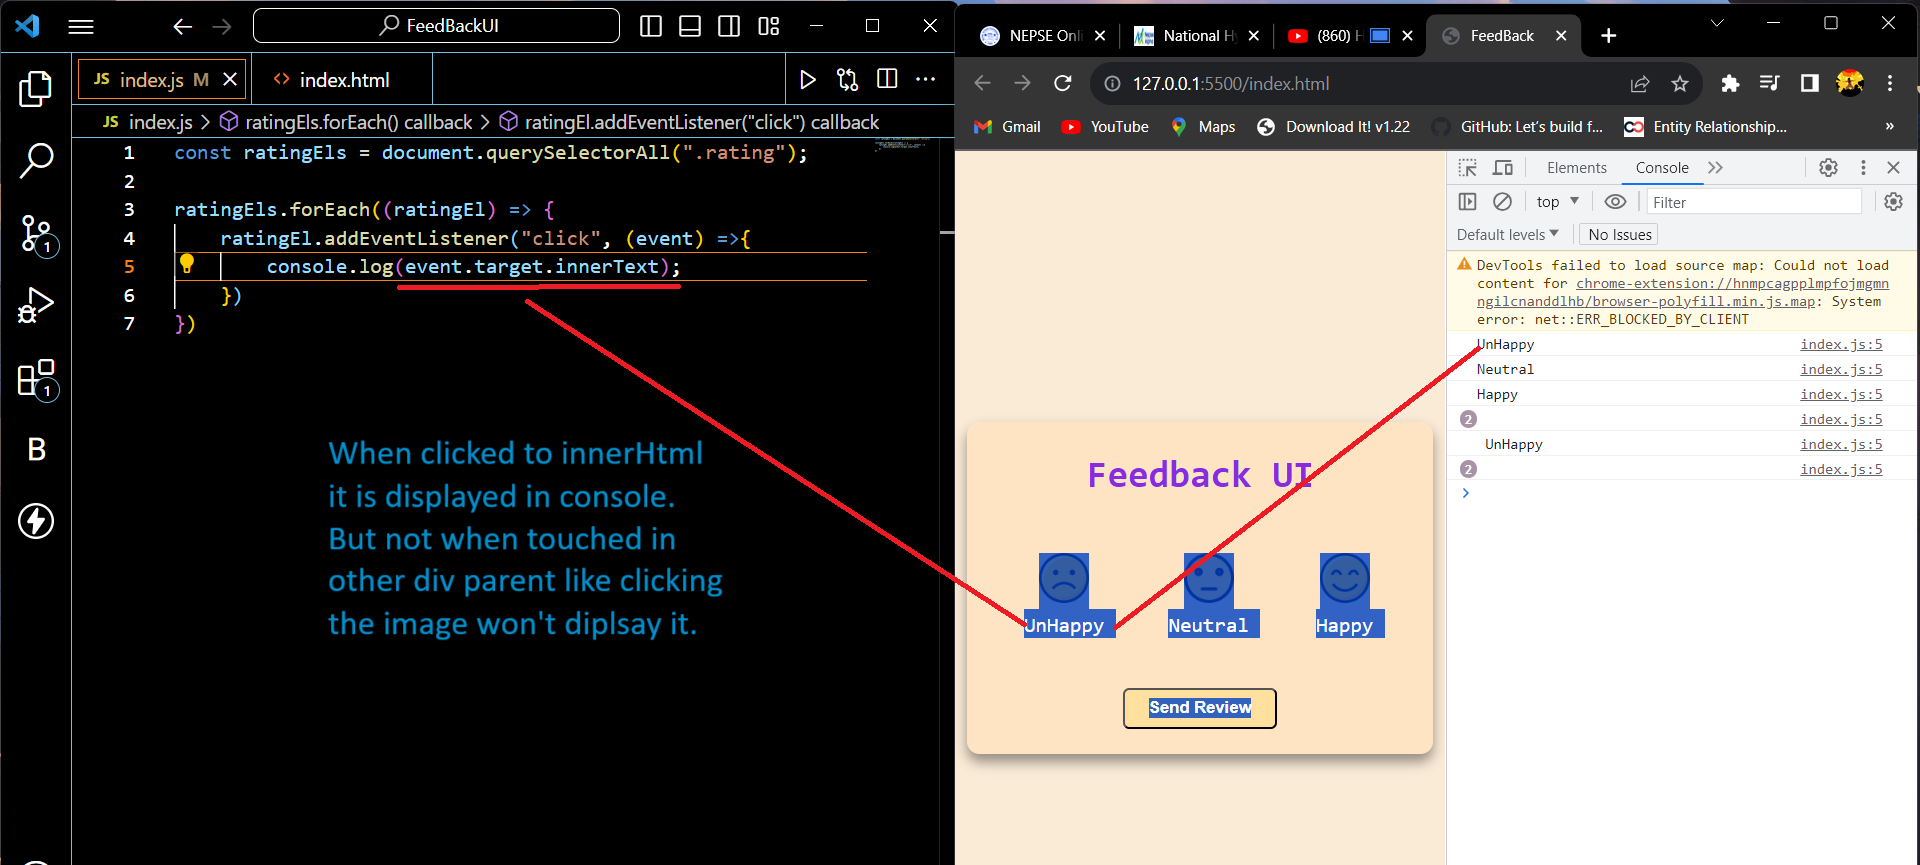 FeedBackUI
JS index.js M
<> index.html
JS index.js > ratingEls.forEach() callback > ratingEl.addEventListener("click") callback
1 const ratingEls = document.querySelectorAll(".rating");
2
3 ratingEls.forEach((ratingEl) => {
4 ratingEl.addEventListener("click", (event) =>{
5 console.log(event.target.innerText);
6 })
7 })
1
1
B
When clicked to innerHtml
it is displayed in console.
But not when touched in
other div parent like clicking
the image won't diplsay it.
NEPSE Onl
National Hy
(860) H
FeedBack
127.0.0.1:5500/index.html
Gmail
YouTube
Maps
Download It! v1.22
GitHub: Let's build f...
Entity Relationship...
»
Feedback UI
UnHappy
Neutral
Happy
Send Review
Elements
Console
top
Filter
Default levels
No Issues
DevTools failed to load source map: Could not load
content for chrome-extension://hnmpcagpplmpfojmgmn
ngilcnanddlhb/browser-polyfill.min.js.map: System
error: net::ERR_BLOCKED_BY_CLIENT
UnHappy index.js:5
Neutral index.js:5
Happy index.js:5
2 index.js:5
UnHappy index.js:5
2 index.js:5